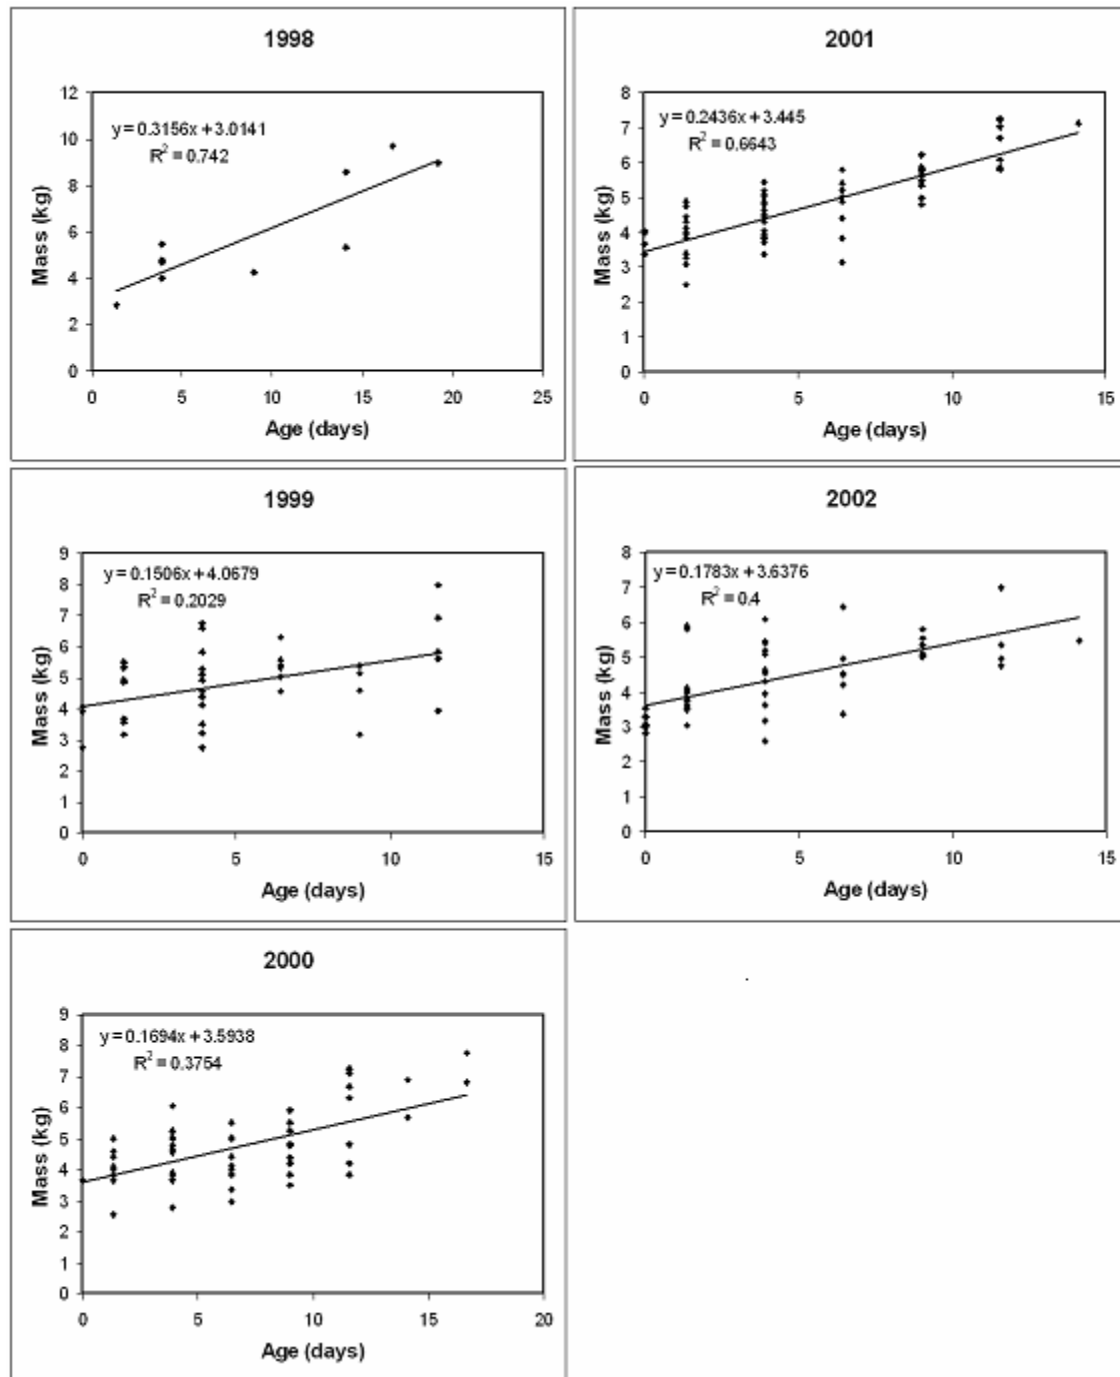 1998
y = 0.3156x + 3.0141
R² = 0.742
12
10
8
6
4
2
0
Mass (kg)
0 5 10 15 20 25
Age (days)
2001
y = 0.2436x + 3.445
R² = 0.6643
8
7
6
5
4
3
2
1
0
Mass (kg)
0 5 10 15
Age (days)
1999
y = 0.1506x + 4.0679
R² = 0.2029
9
8
7
6
5
4
3
2
1
0
Mass (kg)
0 5 10 15
Age (days)
2002
y = 0.1783x + 3.6376
R² = 0.4
8
7
6
5
4
3
2
1
0
Mass (kg)
0 5 10 15
Age (days)
2000
y = 0.1694x + 3.5938
R² = 0.3754
9
8
7
6
5
4
3
2
1
0
Mass (kg)
0 5 10 15 20
Age (days)